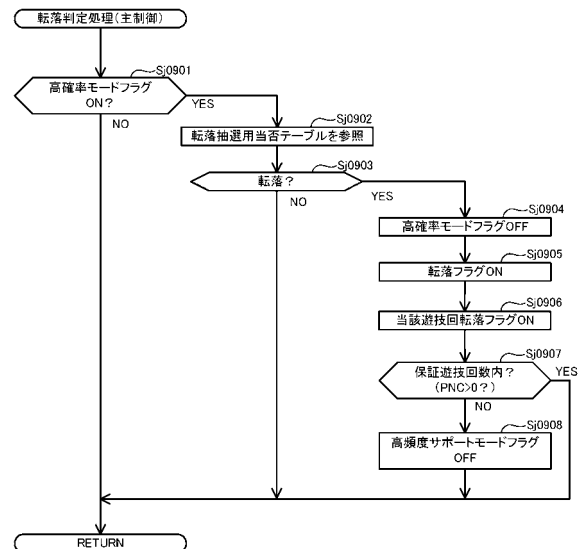 転落判定処理(主制御)
Sj0901
高確率モードフラグ
ON?
YES
NO
Sj0902
転落抽選用当否テーブルを参照
Sj0903
転落?
YES
NO
Sj0904
高確率モードフラグOFF
Sj0905
転落フラグON
Sj0906
当該遊技回転落フラグON
Sj0907
保証遊技回数内?
(PNC>0?)
YES
NO
Sj0908
高頻度サポートモードフラグ
OFF
RETURN